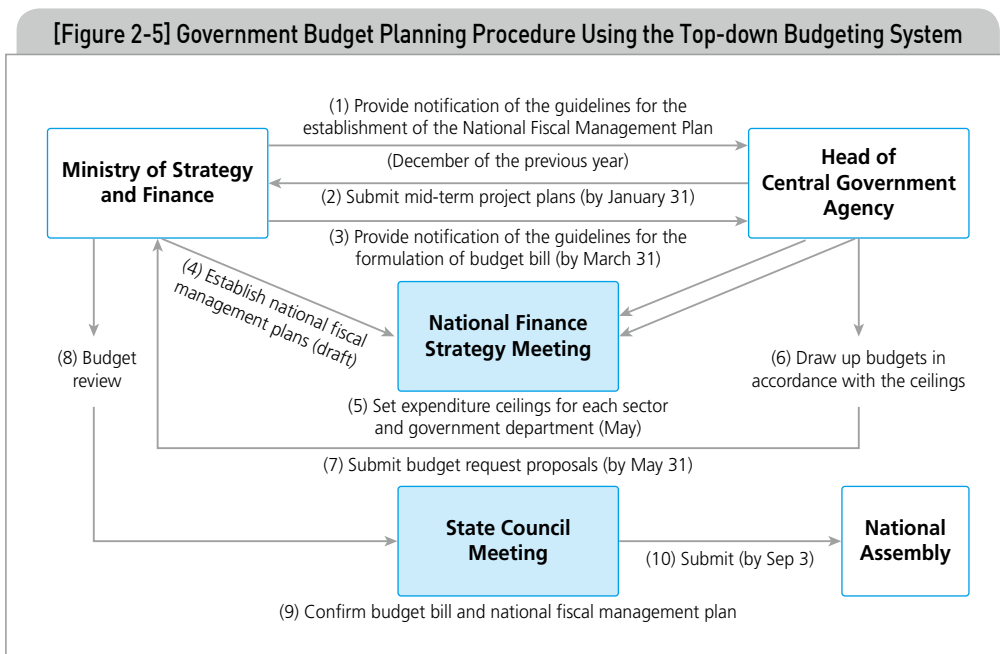 [Figure 2-5] Government Budget Planning Procedure Using the Top-down Budgeting System
(1) Provide notification of the guidelines for the
establishment of the National Fiscal Management Plan
(December of the previous year)
Ministry of Strategy
and Finance
Head of
Central Government
Agency
(2) Submit mid-term project plans (by January 31)
(3) Provide notification of the guidelines for the
formulation of budget bill (by March 31)
(4) Establish national fiscal
management plans (draft)
National Finance
Strategy Meeting
(5) Set expenditure ceilings for each sector
and government department (May)
(6) Draw up budgets in
accordance with the ceilings
(7) Submit budget request proposals (by May 31)
(8) Budget
review
State Council
Meeting
(9) Confirm budget bill and national fiscal management plan
(10) Submit (by Sep 3)
National
Assembly